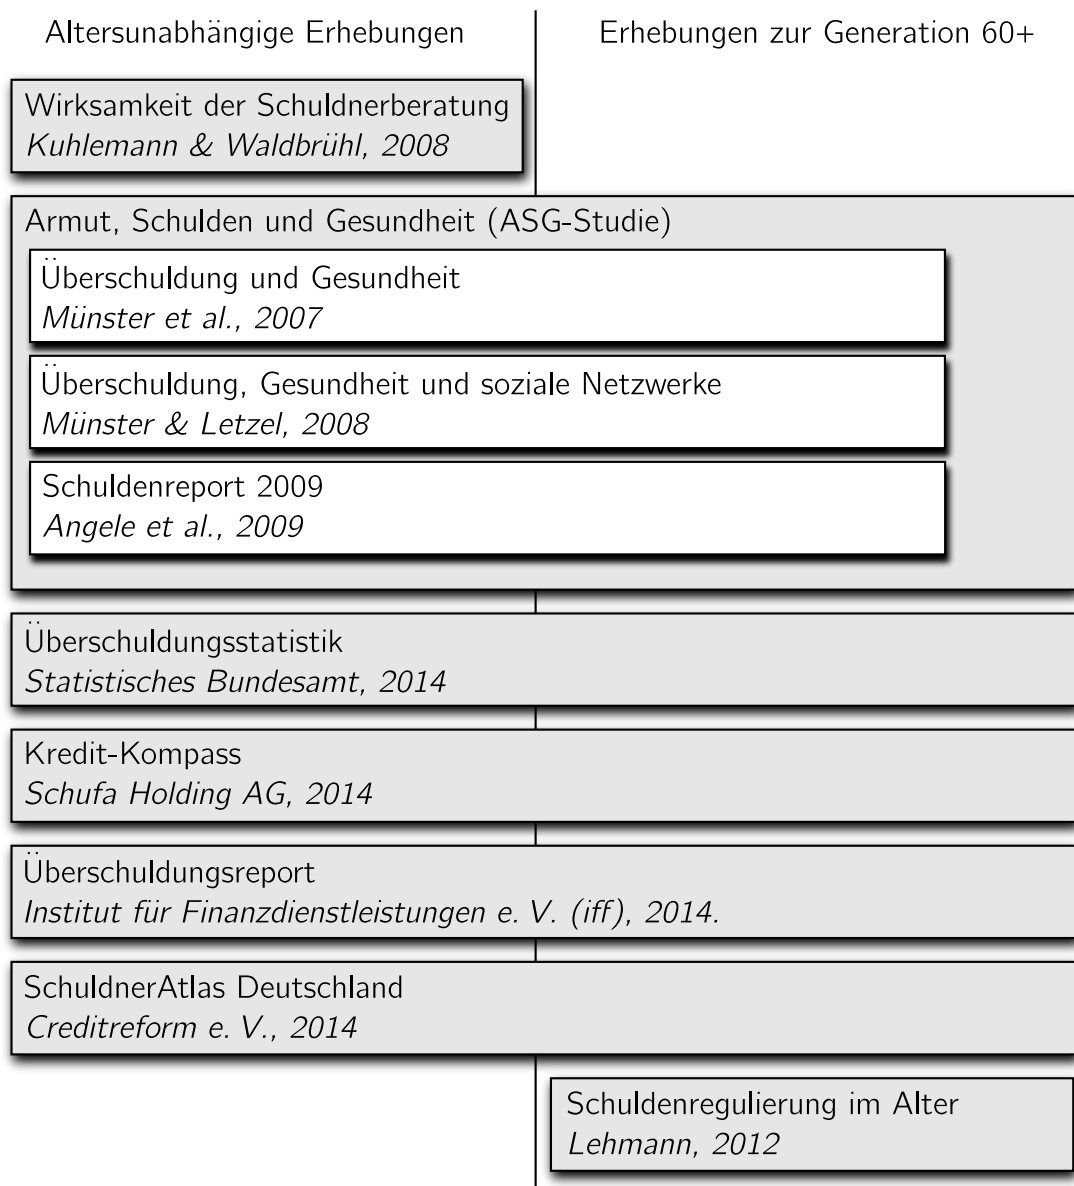 Altersunabhängige Erhebungen
Erhebungen zur Generation 60+
Wirksamkeit der Schuldnerberatung
Kuhlemann & Waldbrühl, 2008
Armut, Schulden und Gesundheit (ASG-Studie)
Überschuldung und Gesundheit
Münster et al., 2007
Überschuldung, Gesundheit und soziale Netzwerke
Münster & Letzel, 2008
Schuldenreport 2009
Angele et al., 2009
Überschuldungsstatistik
Statistisches Bundesamt, 2014
Kredit-Kompass
Schufa Holding AG, 2014
Überschuldungsreport
Institut für Finanzdienstleistungen e. V. (iff), 2014.
SchuldnerAtlas Deutschland
Creditreform e. V., 2014
Schuldenregulierung im Alter
Lehmann, 2012